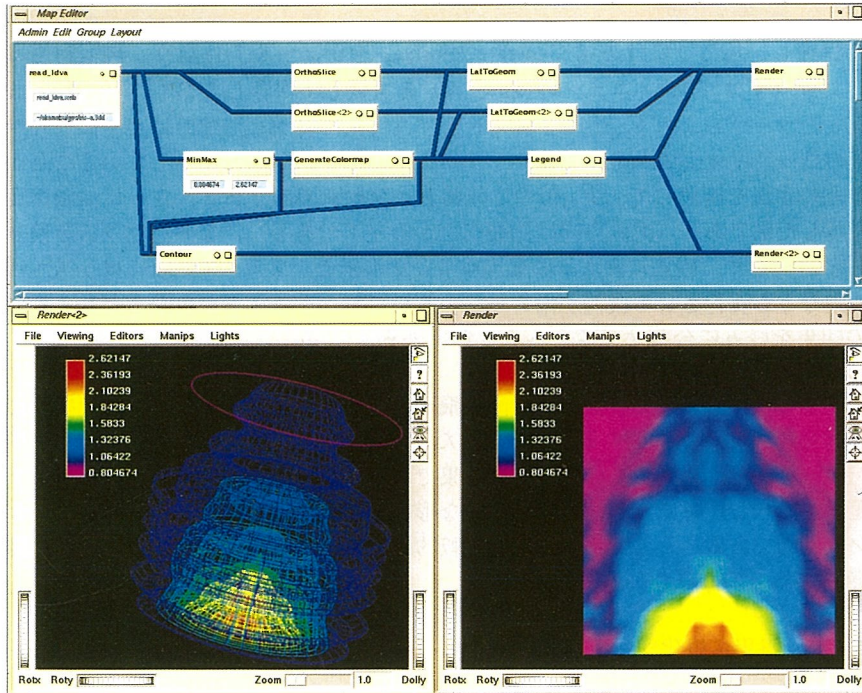 Map Editor
Admin Edit Group Layout
read_ldva
OrthoSlice
LatToGeom
Render
OrthoSlice<2>
LatToGeom<2>
MinMax
GenerateColormap
Legend
0.804674 2.62147
Contour
Render<2>
Render<2>
File Viewing Editors Manips Lights
2.62147
2.36193
2.10239
1.84284
1.5833
1.32376
1.06422
0.804674
?
Rotx Roty Zoom 1.0 Dolly
Render
File Viewing Editors Manips Lights
2.62147
2.36193
2.10239
1.84284
1.5833
1.32376
1.06422
0.804674
?
Rotx Roty Zoom 1.0 Dolly